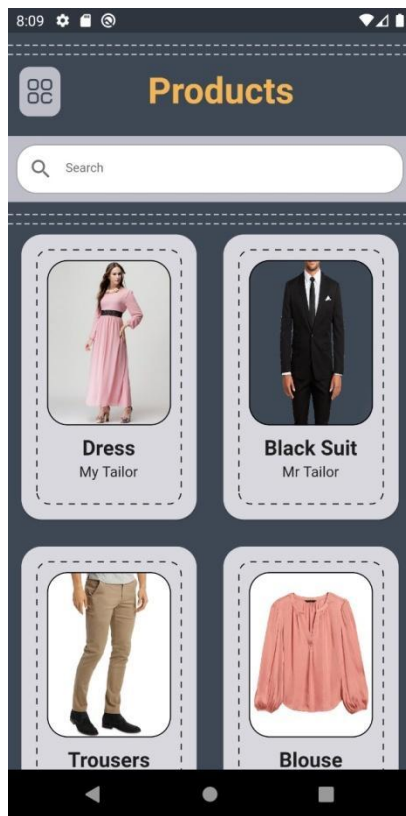 8:09
Products
Search
Dress
My Tailor
Black Suit
Mr Tailor
Trousers
Blouse